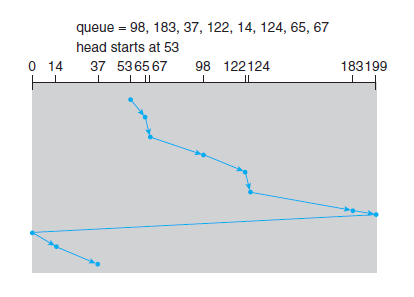 queue = 98, 183, 37, 122, 14, 124, 65, 67
head starts at 53
0 14 37 53 65 67 98 122 124 183 199